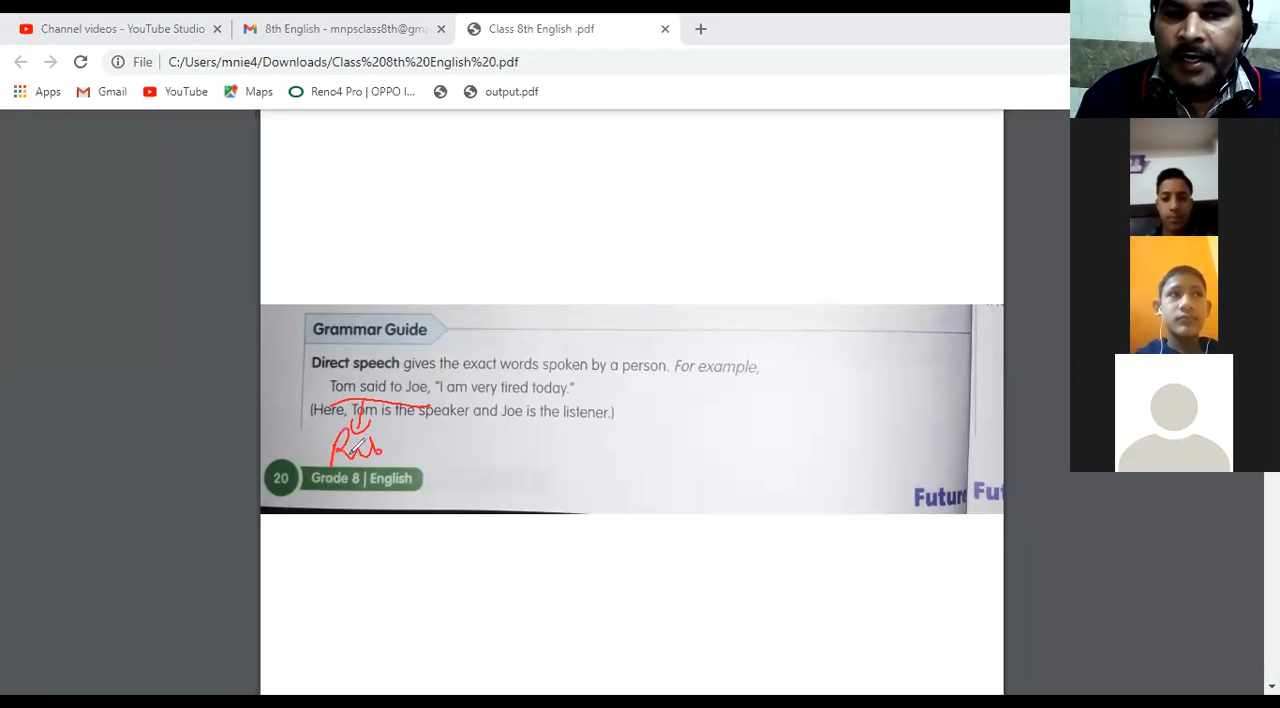 Channel videos - YouTube Studio
8th English - mnpsclass8th@gma
Class 8th English .pdf
File
C:/Users/mnie4/Downloads/Class%208th%20English%20.pdf
Apps
Gmail
YouTube
Maps
Reno4 Pro | OPPO I...
output.pdf
Grammar Guide
Direct speech gives the exact words spoken by a person. For example,
Tom said to Joe, “I am very tired today.”
(Here, Tom is the speaker and Joe is the listener.)
20
Grade 8 | English
Futur
Fu